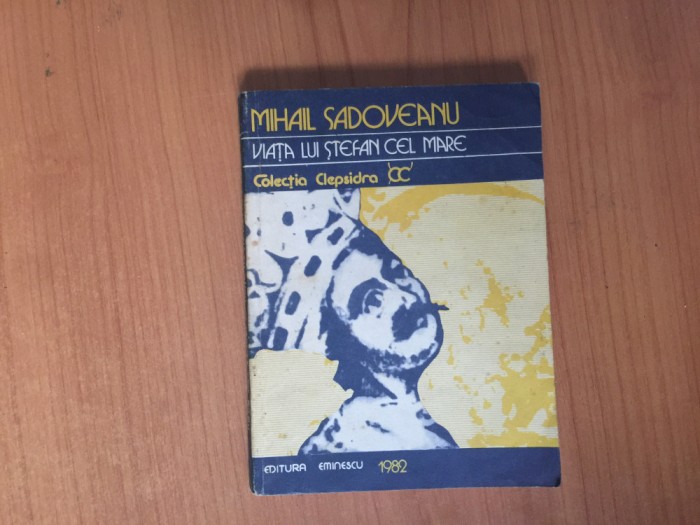 MIHAIL SADOVEANU
VIAȚA LUI ȘTEFAN CEL MARE
Colecția Clepsidra CC
EDITURA EMINESCU 1982